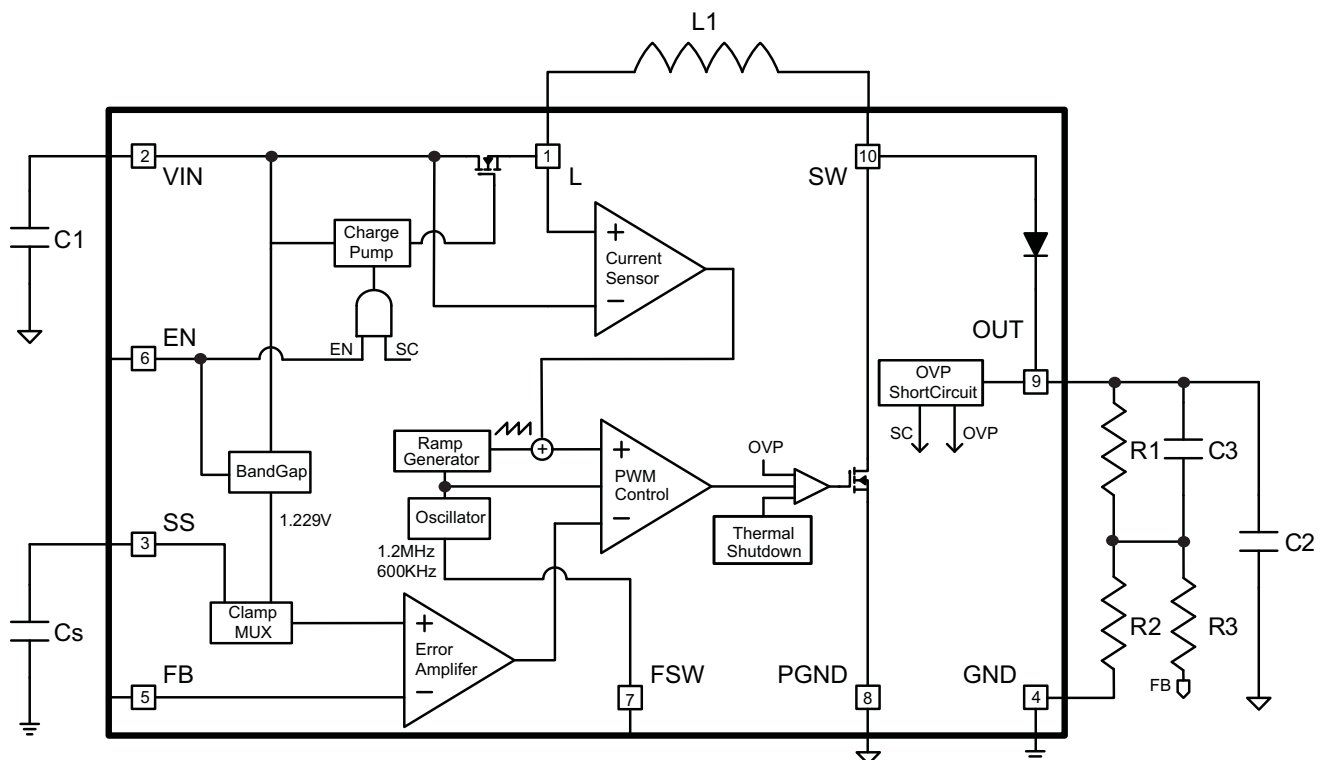 L1
2
VIN
1
L
10
SW
C1
Charge
Pump
+
Current
Sensor
−
EN
6
EN
SC
OUT
9
OVP
ShortCircuit
SC
OVP
Ramp
Generator
+
+
PWM
Control
−
OVP
R1
C3
BandGap
Oscillator
Thermal
Shutdown
1.229V
SS
3
1.2MHz
600KHz
C2
Cs
Clamp
MUX
+
Error
Amplifer
−
R2
R3
FB
5
FSW
7
PGND
8
GND
4
FB